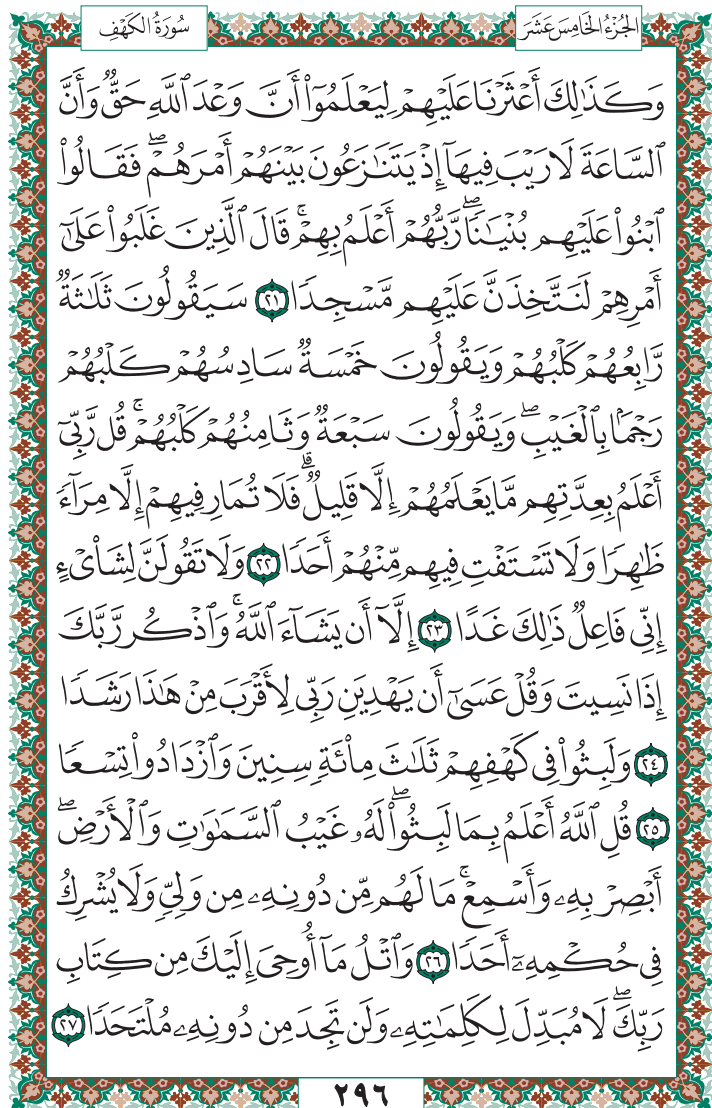 سُورَةُ الكَهْفِ
الجُزْءُ الخَامِسَ عَشَرَ
وَكَذَٰلِكَ أَعْثَرْنَا عَلَيْهِمْ لِيَعْلَمُوٓا۟ أَنَّ وَعْدَ ٱللَّهِ حَقٌّ وَأَنَّ
ٱلسَّاعَةَ لَا رَيْبَ فِيهَآ إِذْ يَتَنَٰزَعُونَ بَيْنَهُمْ أَمْرَهُمْ ۖ فَقَالُوا۟
ٱبْنُوا۟ عَلَيْهِم بُنْيَٰنًا ۖ رَّبُّهُمْ أَعْلَمُ بِهِمْ ۚ قَالَ ٱلَّذِينَ غَلَبُوا۟ عَلَىٰٓ
أَمْرِهِمْ لَنَتَّخِذَنَّ عَلَيْهِم مَّسْجِدًا ٢١ سَيَقُولُونَ ثَلَٰثَةٌ
رَّابِعُهُمْ كَلْبُهُمْ وَيَقُولُونَ خَمْسَةٌ سَادِسُهُمْ كَلْبُهُمْ
رَجْمًۢا بِٱلْغَيْبِ ۖ وَيَقُولُونَ سَبْعَةٌ وَثَامِنُهُمْ كَلْبُهُمْ ۚ قُل رَّبِّىٓ
أَعْلَمُ بِعِدَّتِهِم مَّا يَعْلَمُهُمْ إِلَّا قَلِيلٌ ۗ فَلَا تُمَارِ فِيهِمْ إِلَّا مِرَآءً
ظَٰهِرًا وَلَا تَسْتَفْتِ فِيهِم مِّنْهُمْ أَحَدًا ٢٢ وَلَا تَقُولَنَّ لِشَا۟ىْءٍ
إِنِّى فَاعِلٌ ذَٰلِكَ غَدًا ٢٣ إِلَّآ أَن يَشَآءَ ٱللَّهُ ۚ وَٱذْكُر رَّبَّكَ
إِذَا نَسِيتَ وَقُلْ عَسَىٰٓ أَن يَهْدِيَنِ رَبِّى لِأَقْرَبَ مِنْ هَٰذَا رَشَدًا
٢٤ وَلَبِثُوا۟ فِى كَهْفِهِمْ ثَلَٰثَ مِا۟ئَةٍ سِنِينَ وَٱزْدَادُوا۟ تِسْعًا
٢٥ قُلِ ٱللَّهُ أَعْلَمُ بِمَا لَبِثُوا۟ ۖ لَهُۥ غَيْبُ ٱلسَّمَٰوَٰتِ وَٱلْأَرْضِ ۖ
أَبْصِرْ بِهِۦ وَأَسْمِعْ ۚ مَا لَهُم مِّن دُونِهِۦ مِن وَلِىٍّ وَلَا يُشْرِكُ
فِى حُكْمِهِۦٓ أَحَدًا ٢٦ وَٱتْلُ مَآ أُوحِىَ إِلَيْكَ مِن كِتَابِ
رَبِّكَ ۖ لَا مُبَدِّلَ لِكَلِمَٰتِهِۦ وَلَن تَجِدَ مِن دُونِهِۦ مُلْتَحَدًا ٢٧
٢٩٦